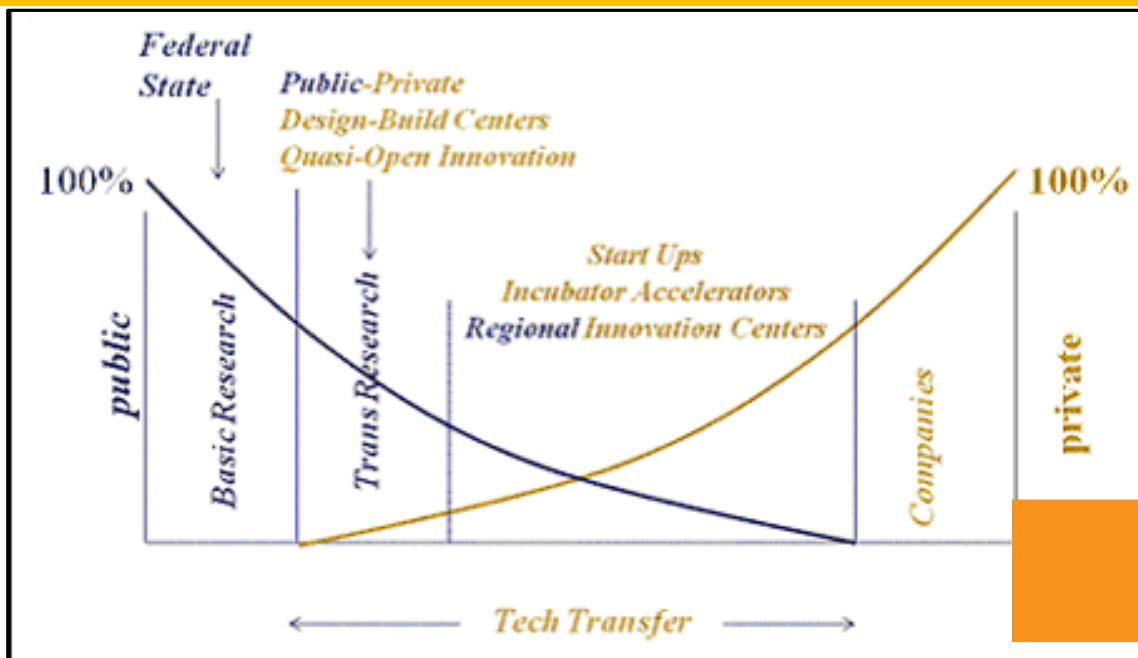 Federal
State
Public-Private
Design-Build Centers
Quasi-Open Innovation
100%
100%
Start Ups
Incubator Accelerators
Regional Innovation Centers
public
Basic Research
Trans Research
Companies
private
Tech Transfer